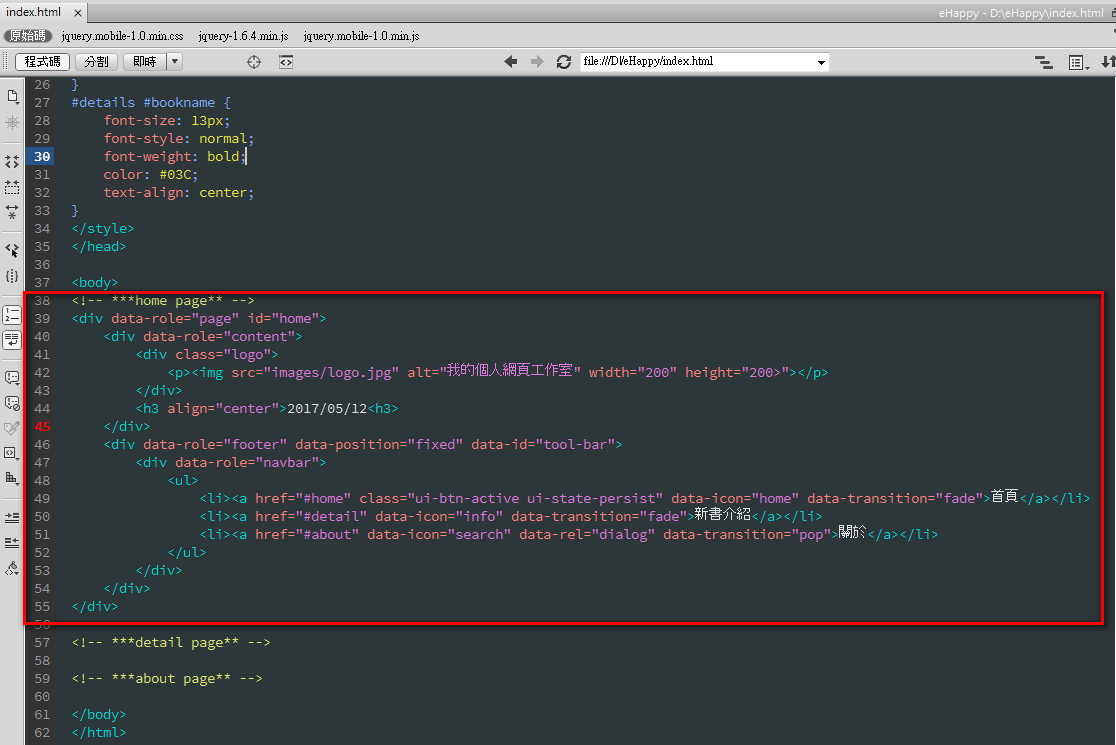 index.html ×
eHappy - D:\eHappy\index.html
原始碼 jquery.mobile-1.0.min.css jquery-1.6.4.min.js jquery.mobile-1.0.min.js
程式碼 分割 即時 file:///D|/eHappy/index.html
26 }
27 #details #bookname {
28     font-size: 13px;
29     font-style: normal;
30     font-weight: bold;
31     color: #03C;
32     text-align: center;
33 }
34 </style>
35 </head>
36
37 <body>
38 <!-- ***home page** -->
39 <div data-role="page" id="home">
40     <div data-role="content">
41         <div class="logo">
42             <p><img src="images/logo.jpg" alt="我的個人網頁工作室" width="200" height="200>"></p>
43         </div>
44         <h3 align="center">2017/05/12<h3>
45     </div>
46     <div data-role="footer" data-position="fixed" data-id="tool-bar">
47         <div data-role="navbar">
48             <ul>
49                 <li><a href="#home" class="ui-btn-active ui-state-persist" data-icon="home" data-transition="fade">首頁</a></li>
50                 <li><a href="#detail" data-icon="info" data-transition="fade">新書介紹</a></li>
51                 <li><a href="#about" data-icon="search" data-rel="dialog" data-transition="pop">關於</a></li>
52             </ul>
53         </div>
54     </div>
55 </div>
56
57 <!-- ***detail page** -->
58
59 <!-- ***about page** -->
60
61 </body>
62 </html>